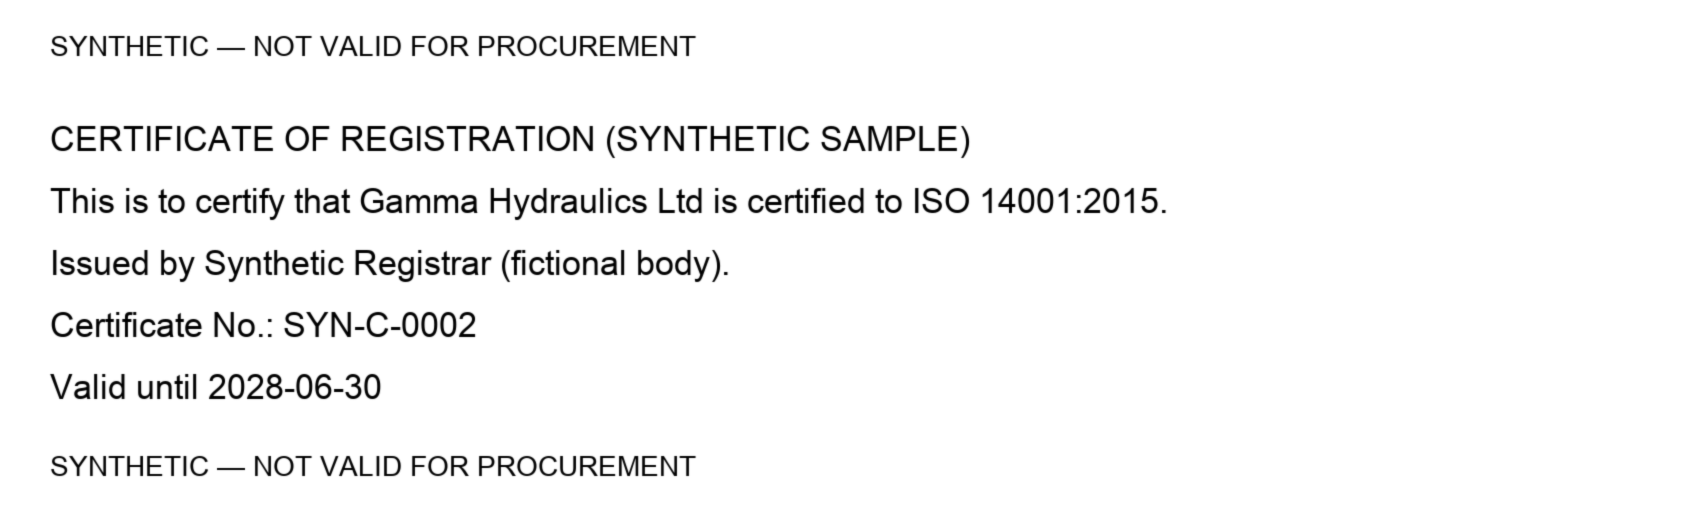 SYNTHETIC — NOT VALID FOR PROCUREMENT
CERTIFICATE OF REGISTRATION (SYNTHETIC SAMPLE)
This is to certify that Gamma Hydraulics Ltd is certified to ISO 14001:2015.
Issued by Synthetic Registrar (fictional body).
Certificate No.: SYN-C-0002
Valid until 2028-06-30
SYNTHETIC — NOT VALID FOR PROCUREMENT